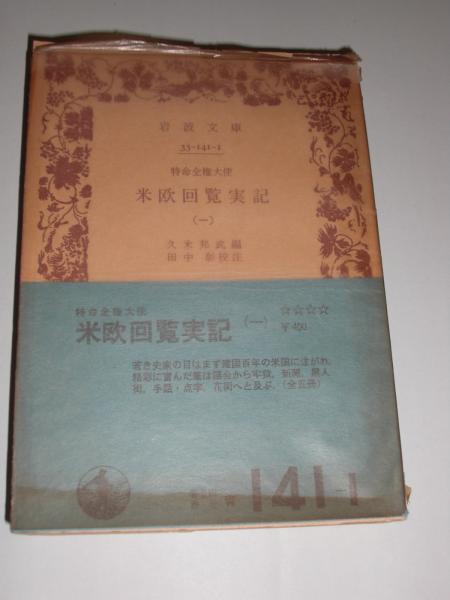 岩波文庫
33-141-1
特命全権大使
米欧回覧実記
(一)
久米邦武編
田中彰校注
特命全権大使
米欧回覧実記 (一)
☆☆☆☆
¥400
若き史家の目はまず建国百年の米国に注がれ,
精彩に富んだ筆は議会から牢獄, 新聞, 黒人
街, 手話・点字, 花街へと及ぶ. (全五冊)
141-1